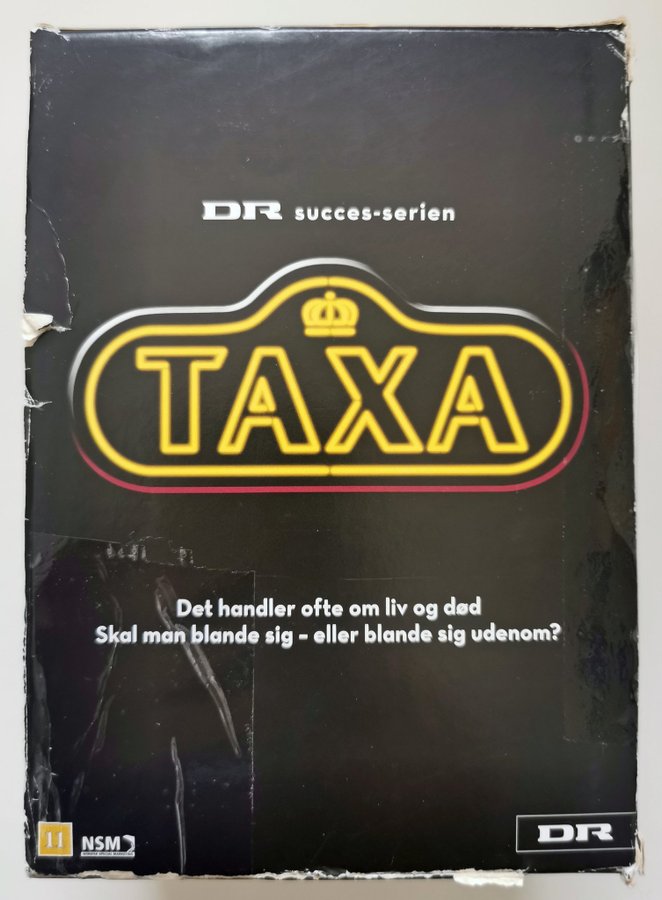 DR succes-serien
TAXA
Det handler ofte om liv og død
Skal man blande sig – eller blande sig udenom?
11
NSM
DR